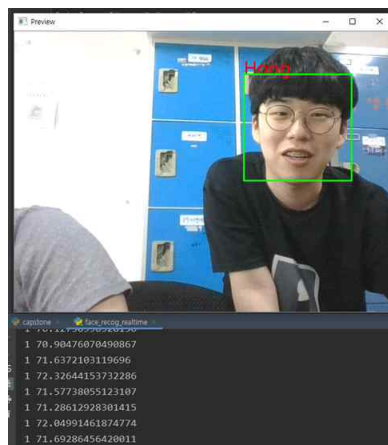 Preview
Hong
capstone
face_recog_realtime
1 70.90476070490867
1 71.6372103119696
1 72.32644153732286
1 71.57738055123107
1 71.28612928301415
1 72.04991461874774
1 71.69286456420011